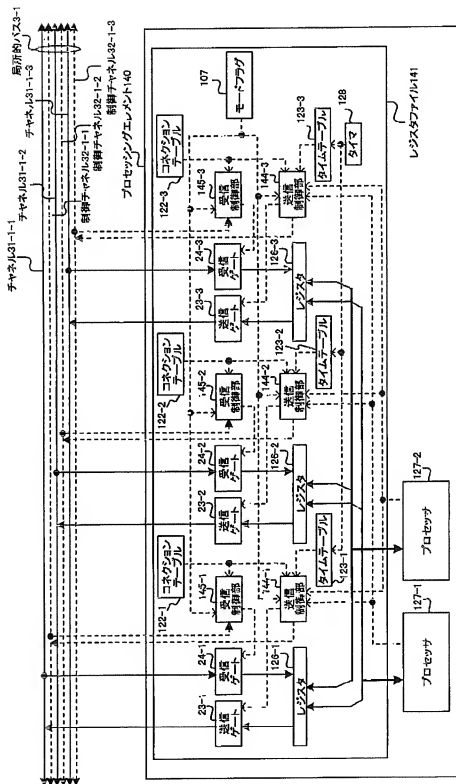 チャネル31-1-1
チャネル31-1-2
チャネル31-1-3
制御チャネル32-1-1
制御チャネル32-1-2
制御チャネル32-1-3
局所的バス3-1
プロセッシングエレメント140
107
モードフラグ
コネクション
テーブル
122-1
コネクション
テーブル
122-2
コネクション
テーブル
122-3
23-1
送信
ゲート
24-1
受信
ゲート
145-1
受信
制御部
23-2
送信
ゲート
24-2
受信
ゲート
145-2
受信
制御部
23-3
送信
ゲート
24-3
受信
ゲート
145-3
受信
制御部
126-1
レジスタ
144-1
送信
制御部
タイムテーブル
123-1
126-2
レジスタ
144-2
送信
制御部
タイムテーブル
123-2
126-3
レジスタ
144-3
送信
制御部
123-3
タイムテーブル
128
タイマ
レジスタファイル141
127-1
プロセッサ
127-2
プロセッサ